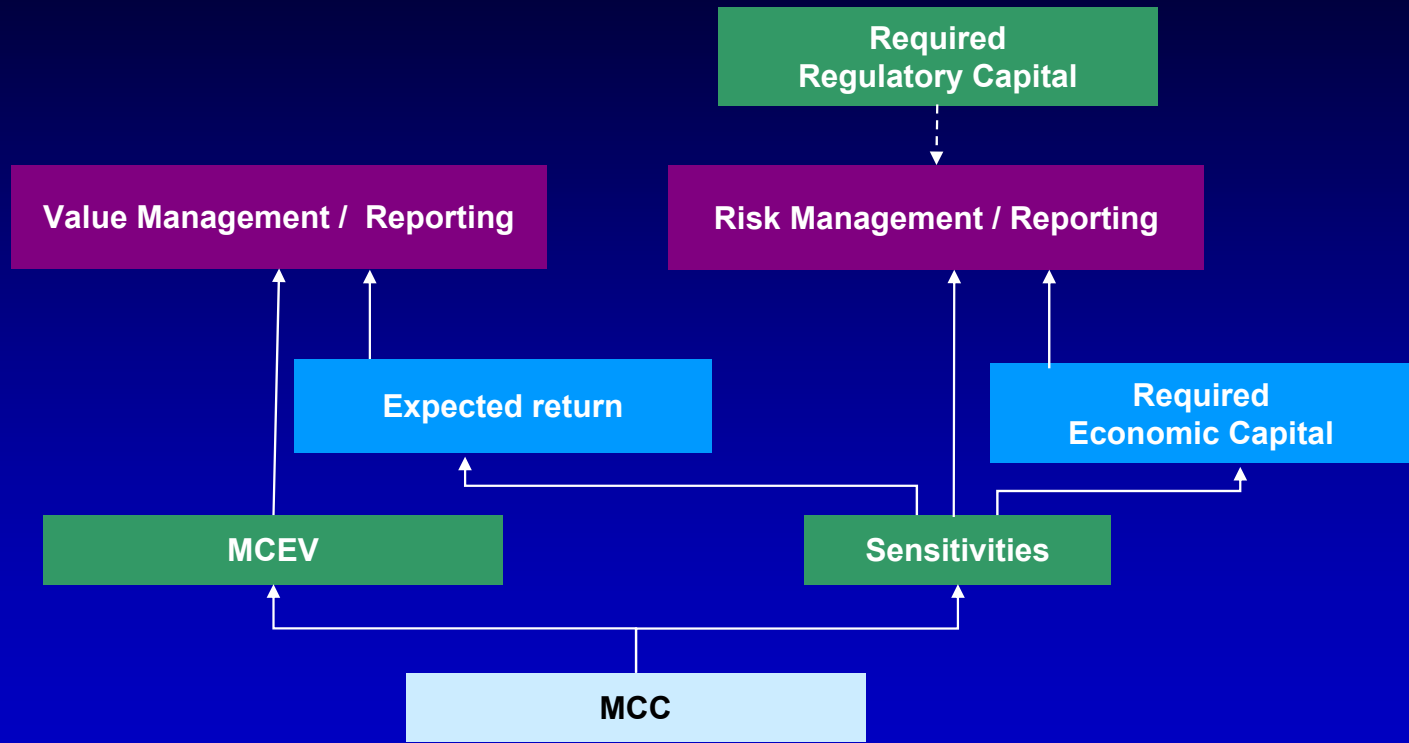 Required
Regulatory Capital
Value Management /  Reporting
Risk Management / Reporting
Expected return
Required
Economic Capital
MCEV
Sensitivities
MCC